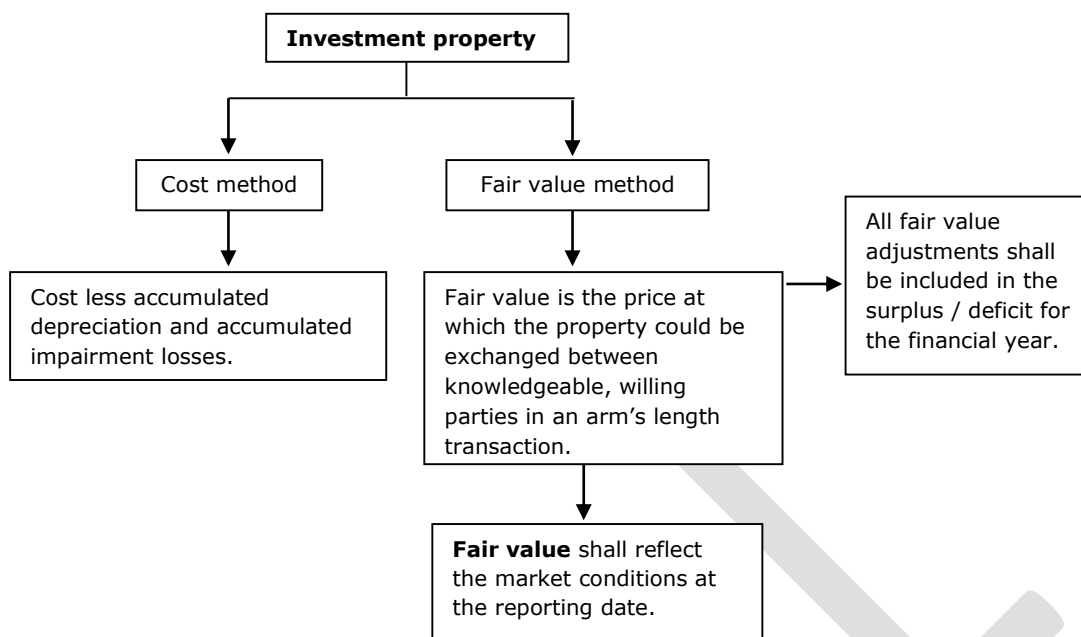 Investment property
Cost method
Fair value method
Cost less accumulated
depreciation and accumulated
impairment losses.
Fair value is the price at
which the property could be
exchanged between
knowledgeable, willing
parties in an arm’s length
transaction.
All fair value
adjustments shall
be included in the
surplus / deficit for
the financial year.
Fair value shall reflect
the market conditions at
the reporting date.